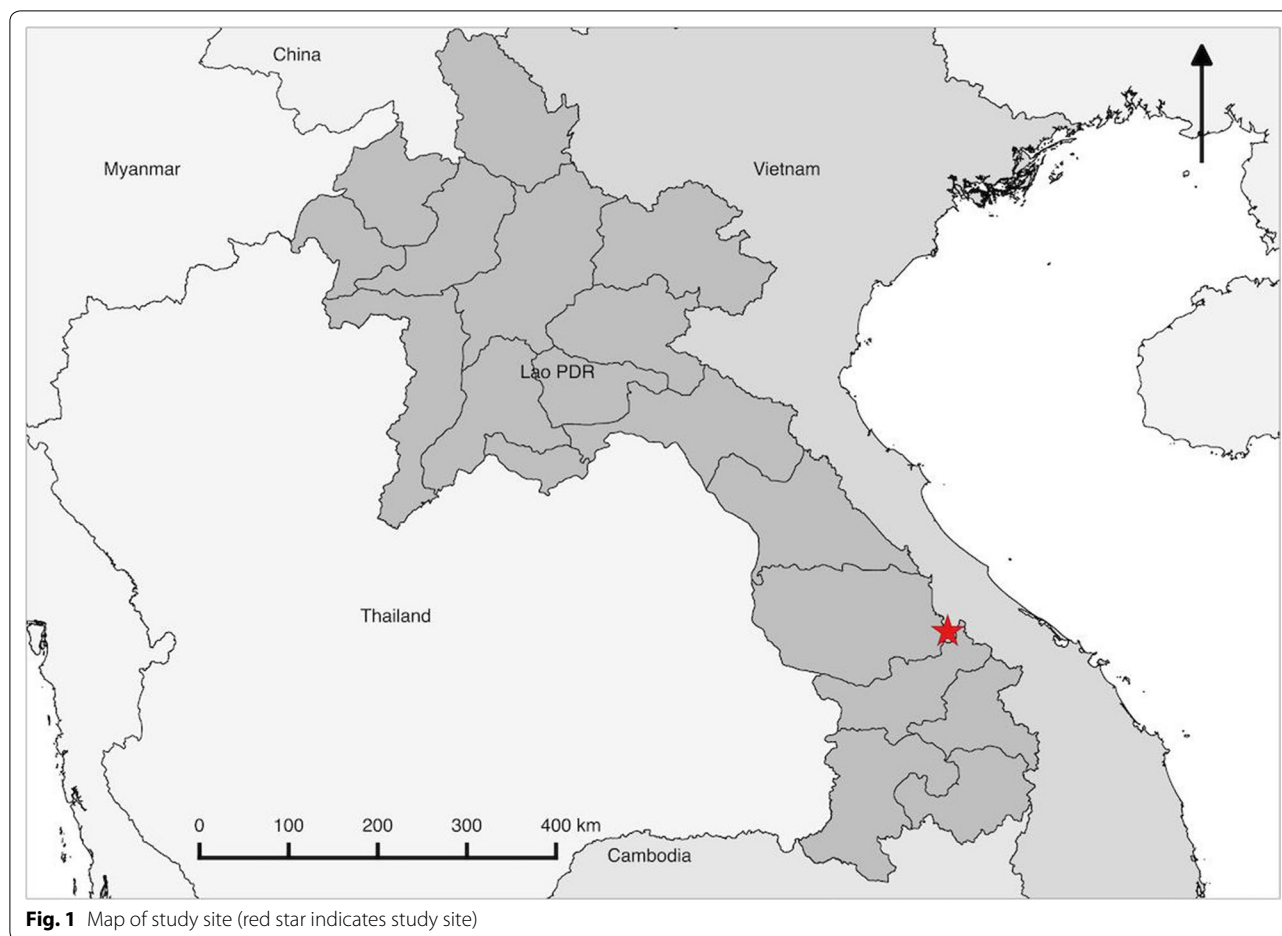 China
Myanmar
Vietnam
Lao PDR
Thailand
0 100 200 300 400 km
Cambodia
Fig. 1 Map of study site (red star indicates study site)